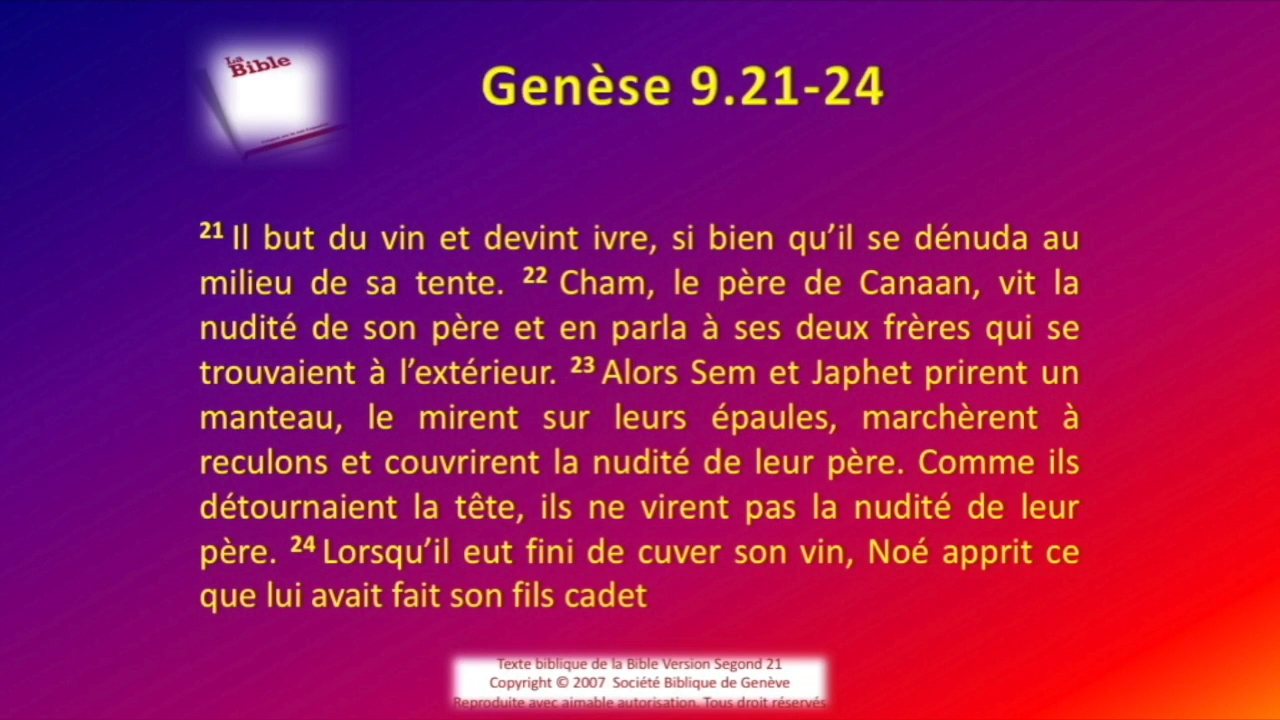 La
Bible
Genèse 9.21-24
21 Il but du vin et devint ivre, si bien qu’il se dénuda au
milieu de sa tente. 22 Cham, le père de Canaan, vit la
nudité de son père et en parla à ses deux frères qui se
trouvaient à l’extérieur. 23 Alors Sem et Japhet prirent un
manteau, le mirent sur leurs épaules, marchèrent à
reculons et couvrirent la nudité de leur père. Comme ils
détournaient la tête, ils ne virent pas la nudité de leur
père. 24 Lorsqu’il eut fini de cuver son vin, Noé apprit ce
que lui avait fait son fils cadet
Texte biblique de la Bible Version Segond 21
Copyright © 2007 Société Biblique de Genève
Reproduite avec aimable autorisation. Tous droit réservés